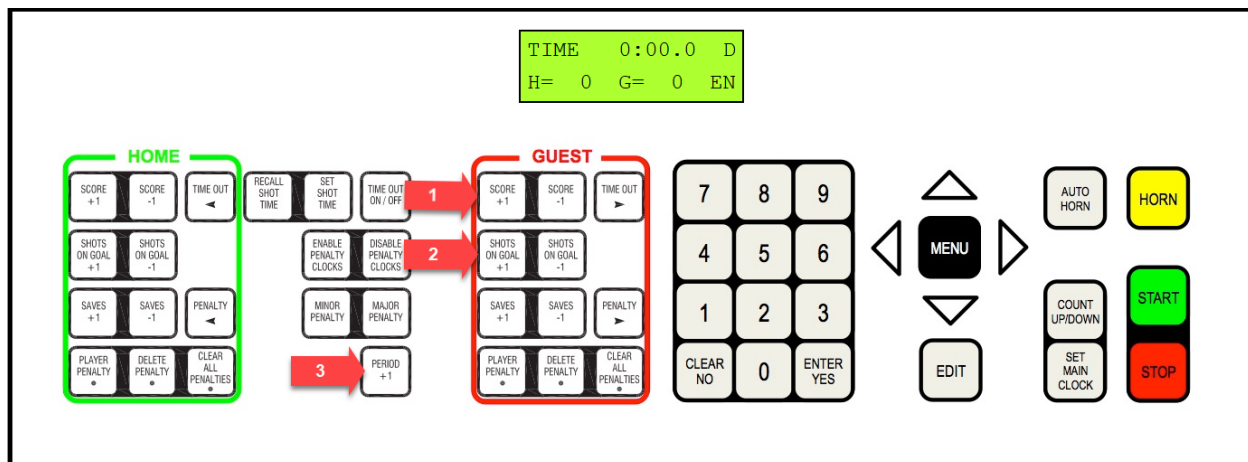 TIME 0:00.0 D
H= 0 G= 0 EN
HOME
SCORE
+1
SCORE
-1
TIME OUT
RECALL
SHOT
TIME
SET
SHOT
TIME
TIME OUT
ON / OFF
SHOTS
ON GOAL
+1
SHOTS
ON GOAL
-1
ENABLE
PENALTY
CLOCKS
DISABLE
PENALTY
CLOCKS
SAVES
+1
SAVES
-1
PENALTY
MINOR
PENALTY
MAJOR
PENALTY
PLAYER
PENALTY
DELETE
PENALTY
CLEAR
ALL
PENALTIES
PERIOD
+1
1
2
3
GUEST
SCORE
+1
SCORE
-1
TIME OUT
SHOTS
ON GOAL
+1
SHOTS
ON GOAL
-1
SAVES
+1
SAVES
-1
PENALTY
PLAYER
PENALTY
DELETE
PENALTY
CLEAR
ALL
PENALTIES
7
8
9
4
5
6
1
2
3
CLEAR
NO
0
ENTER
YES
MENU
EDIT
AUTO
HORN
HORN
COUNT
UP/DOWN
START
SET
MAIN
CLOCK
STOP